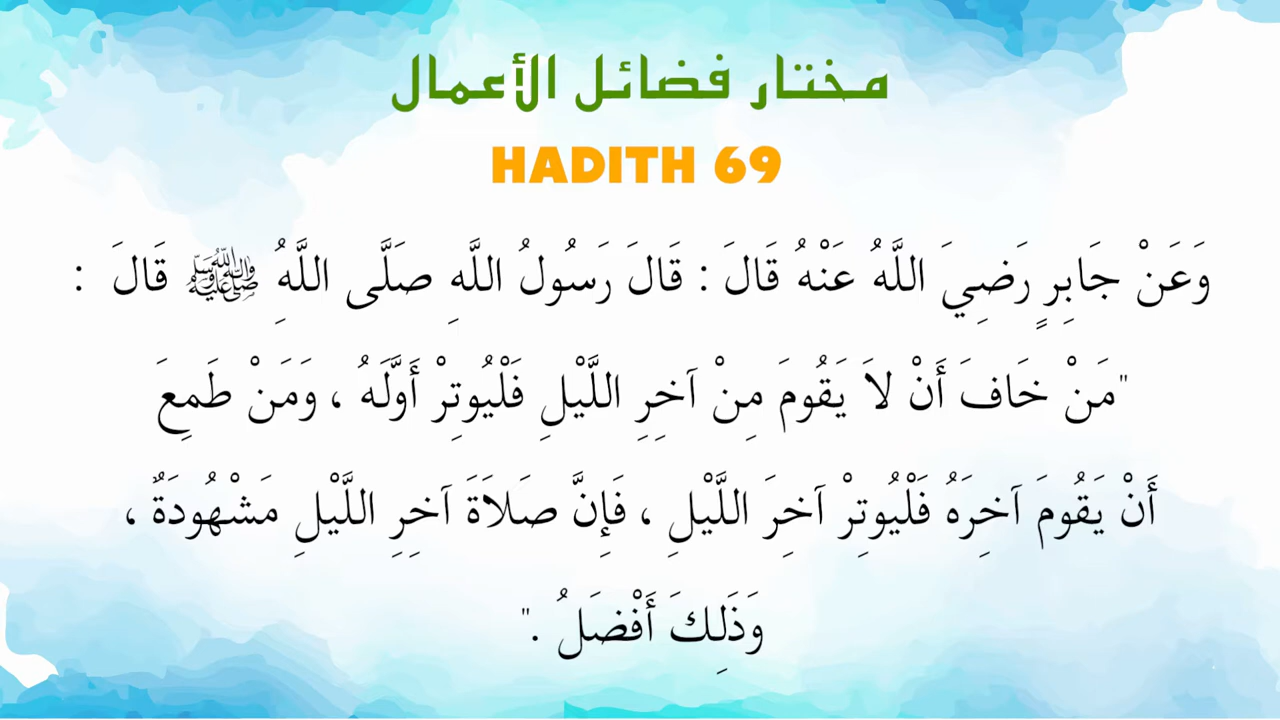 مختار فضائل الأعمال
HADITH 69
وَعَنْ جَابِرٍ رَضِيَ اللَّهُ عَنْهُ قَالَ : قَالَ رَسُولُ اللَّهِ صَلَّى اللَّهُِ ﷺ قَالَ :
"مَنْ خَافَ أَنْ لاَ يَقُومَ مِنْ آخِرِ اللَّيْلِ فَلْيُوتِرْ أَوَّلَهُ ، وَمَنْ طَمِعَ
أَنْ يَقُومَ آخِرَهُ فَلْيُوتِرْ آخِرَ اللَّيْلِ ، فَإِنَّ صَلاَةَ آخِرِ اللَّيْلِ مَشْهُودَةٌ ،
وَذَلِكَ أَفْضَلُ ."